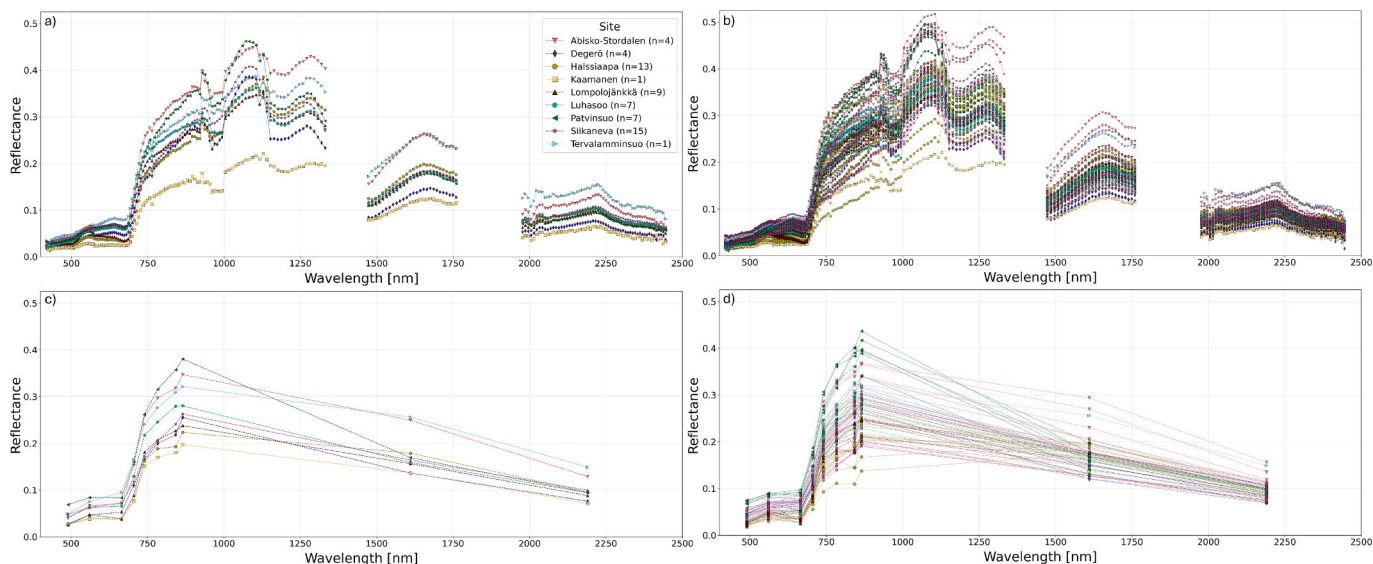 a)
0.5
0.4
0.3
0.2
0.1
0.0
Reflectance
500 750 1000 1250 1500 1750 2000 2250 2500
Wavelength [nm]
Site
Abisko-Stordalen (n=4)
Degerö (n=4)
Halssiaapa (n=13)
Kaamanen (n=1)
Lompolojänkkä (n=9)
Luhasoo (n=7)
Patvinsuo (n=7)
Siikaneva (n=15)
Tervalamminsuo (n=1)
b)
0.5
0.4
0.3
0.2
0.1
0.0
Reflectance
500 750 1000 1250 1500 1750 2000 2250 2500
Wavelength [nm]
c)
0.5
0.4
0.3
0.2
0.1
0.0
Reflectance
500 750 1000 1250 1500 1750 2000 2250 2500
Wavelength [nm]
d)
0.5
0.4
0.3
0.2
0.1
0.0
Reflectance
500 750 1000 1250 1500 1750 2000 2250 2500
Wavelength [nm]